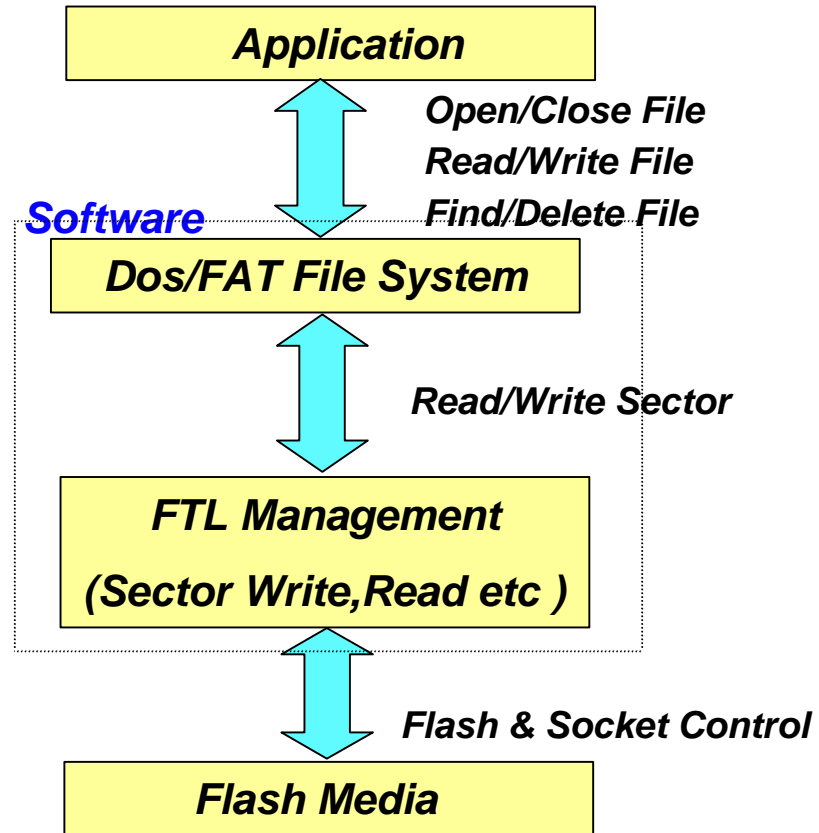 Application
Open/Close File
Read/Write File
Find/Delete File
Software
Dos/FAT File System
Read/Write Sector
FTL Management
(Sector Write,Read etc )
Flash & Socket Control
Flash Media